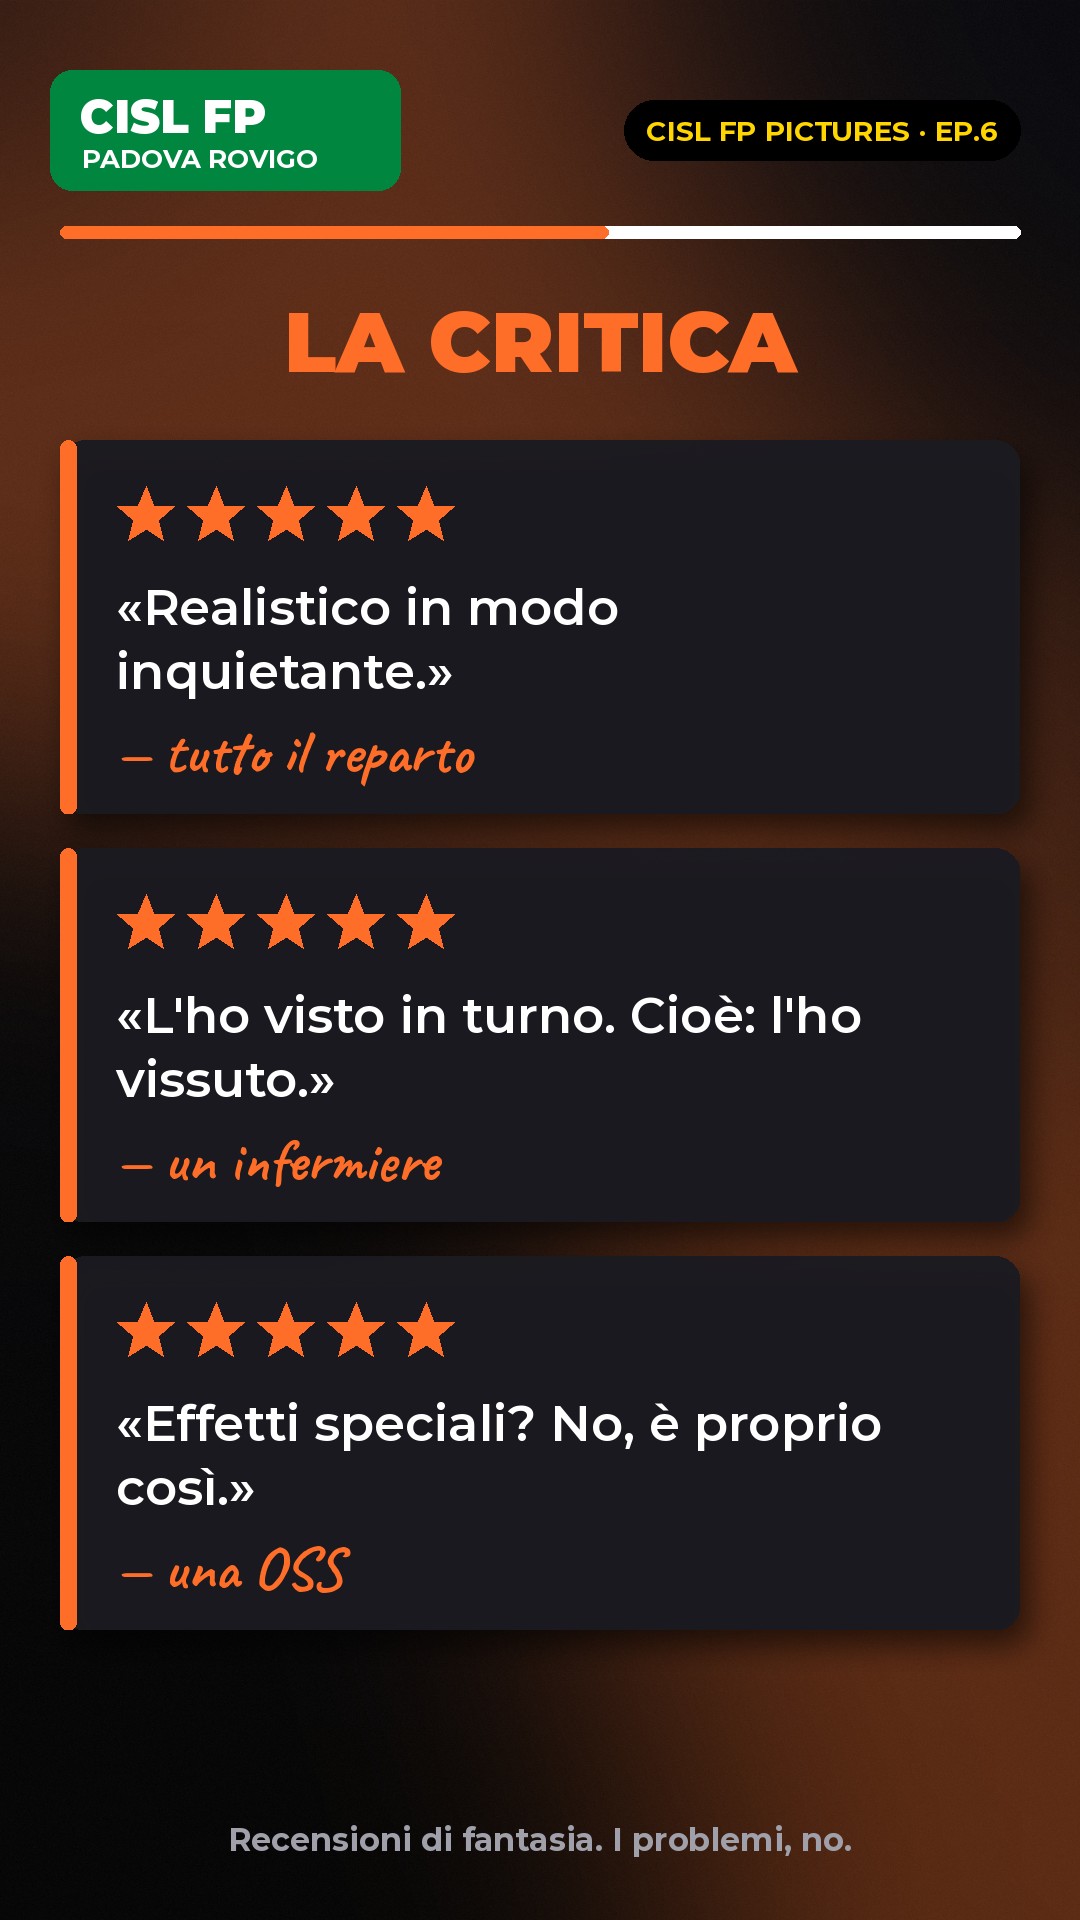 CISL FP
PADOVA ROVIGO
CISL FP PICTURES · EP.6
LA CRITICA
«Realistico in modo
inquietante.»
— tutto il reparto
«L'ho visto in turno. Cioè: l'ho
vissuto.»
— un infermiere
«Effetti speciali? No, è proprio
così.»
— una OSS
Recensioni di fantasia. I problemi, no.